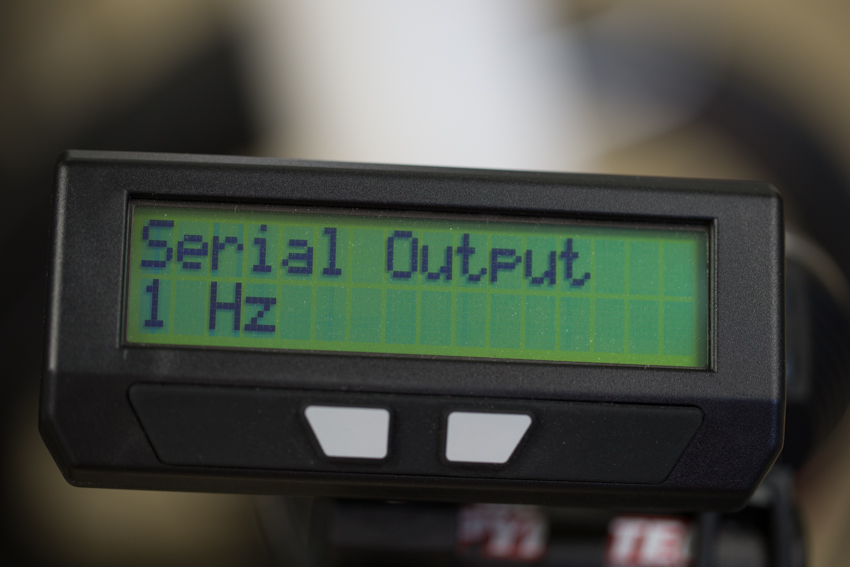 Serial Output
1 Hz